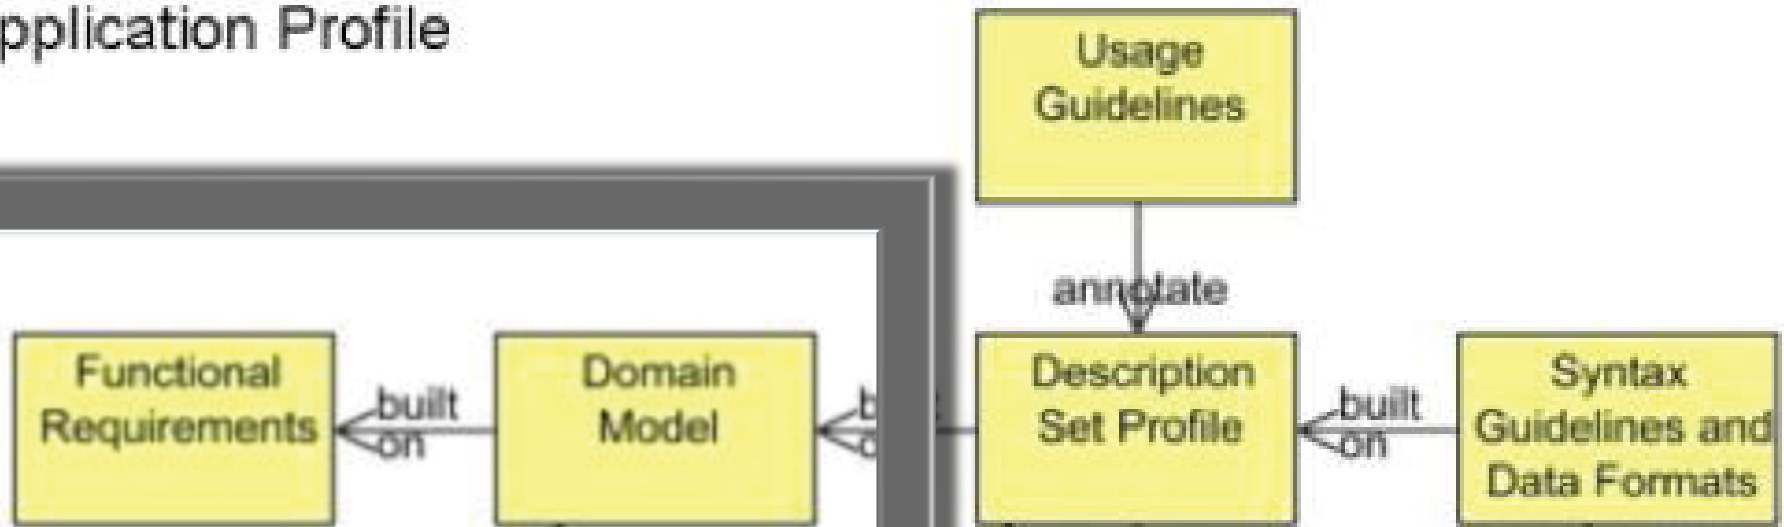 pplication Profile
Usage
Guidelines
annotate
Functional
Requirements
built
on
Domain
Model
Description
Set Profile
built
on
Syntax
Guidelines and
Data Formats